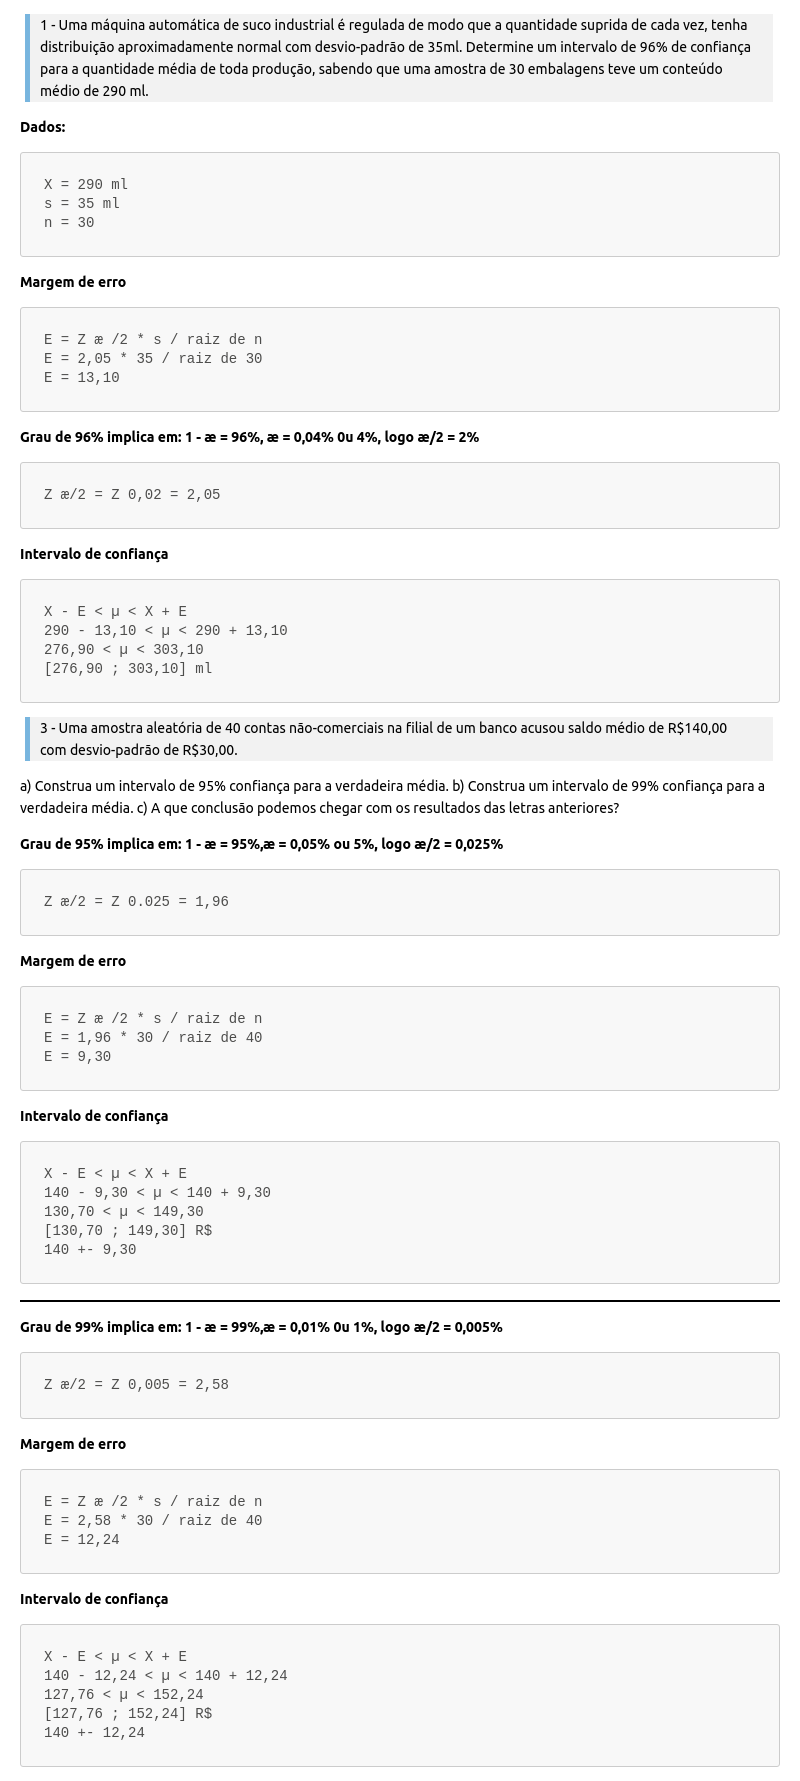 1 - Uma máquina automática de suco industrial é regulada de modo que a quantidade suprida de cada vez, tenha
distribuição aproximadamente normal com desvio-padrão de 35ml. Determine um intervalo de 96% de confiança
para a quantidade média de toda produção, sabendo que uma amostra de 30 embalagens teve um conteúdo
médio de 290 ml.
Dados:
X = 290 ml
s = 35 ml
n = 30
Margem de erro
E = Z æ /2 * s / raiz de n
E = 2,05 * 35 / raiz de 30
E = 13,10
Grau de 96% implica em: 1 - æ = 96%, æ = 0,04% 0u 4%, logo æ/2 = 2%
Z æ/2 = Z 0,02 = 2,05
Intervalo de confiança
X - E < µ < X + E
290 - 13,10 < µ < 290 + 13,10
276,90 < µ < 303,10
[276,90 ; 303,10] ml
3 - Uma amostra aleatória de 40 contas não-comerciais na filial de um banco acusou saldo médio de R$140,00
com desvio-padrão de R$30,00.
a) Construa um intervalo de 95% confiança para a verdadeira média. b) Construa um intervalo de 99% confiança para a
verdadeira média. c) A que conclusão podemos chegar com os resultados das letras anteriores?
Grau de 95% implica em: 1 - æ = 95%,æ = 0,05% ou 5%, logo æ/2 = 0,025%
Z æ/2 = Z 0.025 = 1,96
Margem de erro
E = Z æ /2 * s / raiz de n
E = 1,96 * 30 / raiz de 40
E = 9,30
Intervalo de confiança
X - E < µ < X + E
140 - 9,30 < µ < 140 + 9,30
130,70 < µ < 149,30
[130,70 ; 149,30] R$
140 +- 9,30
Grau de 99% implica em: 1 - æ = 99%,æ = 0,01% 0u 1%, logo æ/2 = 0,005%
Z æ/2 = Z 0,005 = 2,58
Margem de erro
E = Z æ /2 * s / raiz de n
E = 2,58 * 30 / raiz de 40
E = 12,24
Intervalo de confiança
X - E < µ < X + E
140 - 12,24 < µ < 140 + 12,24
127,76 < µ < 152,24
[127,76 ; 152,24] R$
140 +- 12,24